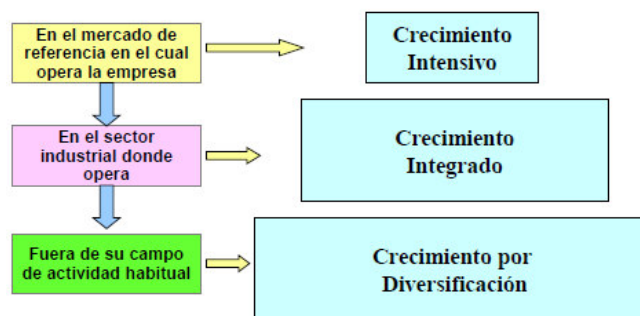 En el mercado de
referencia en el cual
opera la empresa
Crecimiento
Intensivo
En el sector
industrial donde
opera
Crecimiento
Integrado
Fuera de su campo
de actividad habitual
Crecimiento por
Diversificación